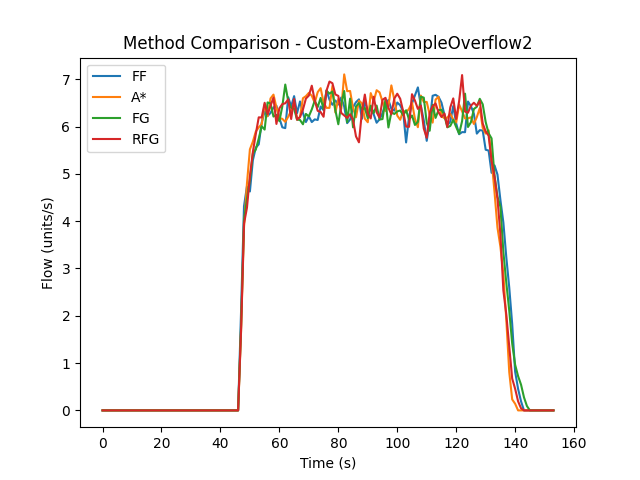 Method Comparison - Custom-ExampleOverflow2
FF
A*
FG
RFG
7
6
5
4
3
2
1
0
Flow (units/s)
0 20 40 60 80 100 120 140 160
Time (s)